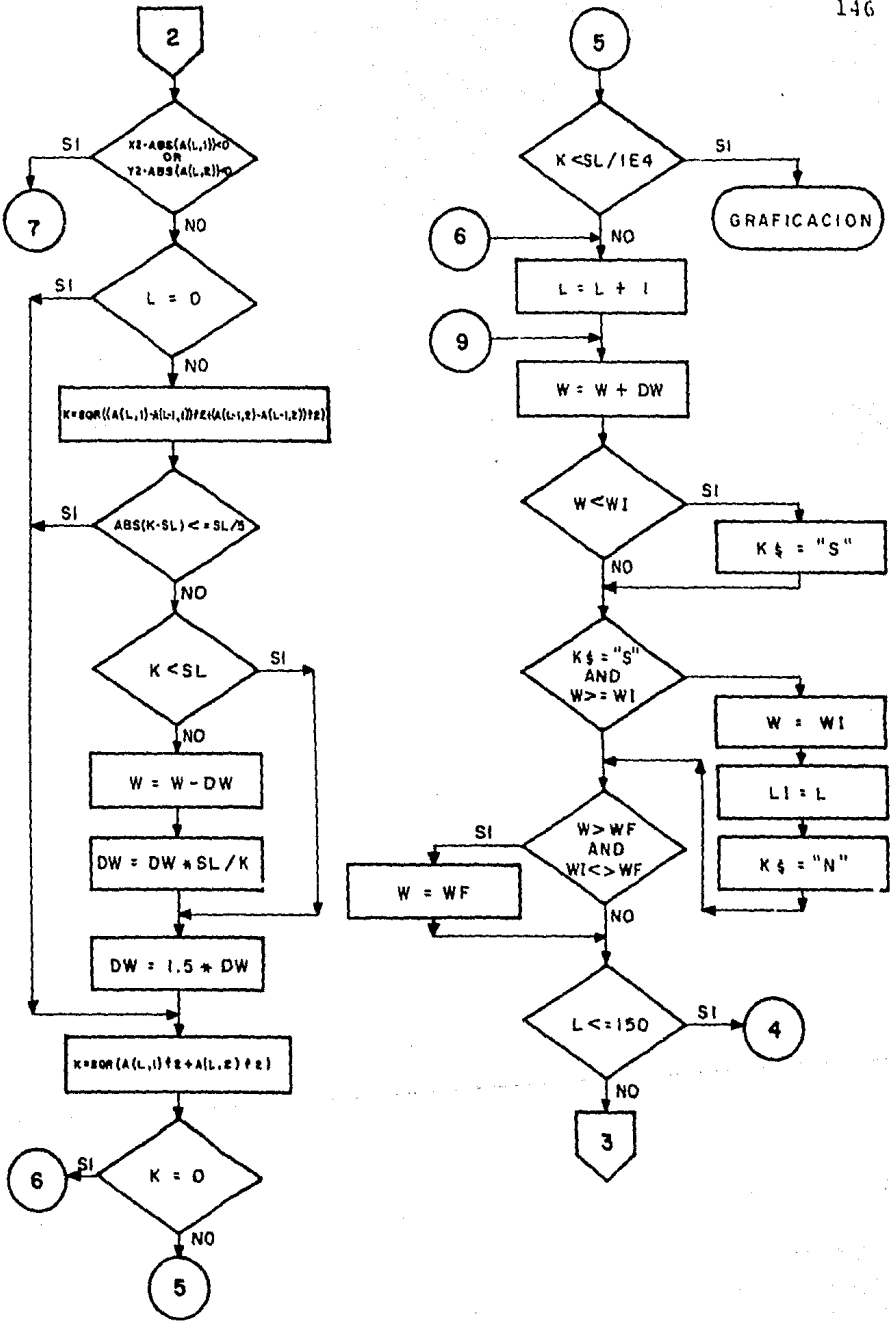 146
2
X2-ABS(A(L,1))<0
OR
Y2-ABS(A(L,2))<0
SI
7
NO
L = 0
SI
NO
K=SQR((A(L,1)-A(L-1,1))↑2+(A(L-1,2)-A(L-1,2))↑2)
ABS(K-SL)<=SL/5
SI
NO
K<SL
SI
NO
W = W-DW
DW = DW*SL/K
DW = 1.5 * DW
K=SQR(A(L,1)↑2+A(L,2)↑2)
K = 0
SI
6
NO
5
5
K<SL/1E4
SI
GRAFICACION
NO
6
L = L + 1
9
W = W + DW
W<WI
SI
K$ = "S"
NO
K$ = "S"
AND
W>=WI
W = WI
LI = L
K$ = "N"
W>WF
AND
WI<>WF
SI
W = WF
NO
L<=150
SI
4
NO
3